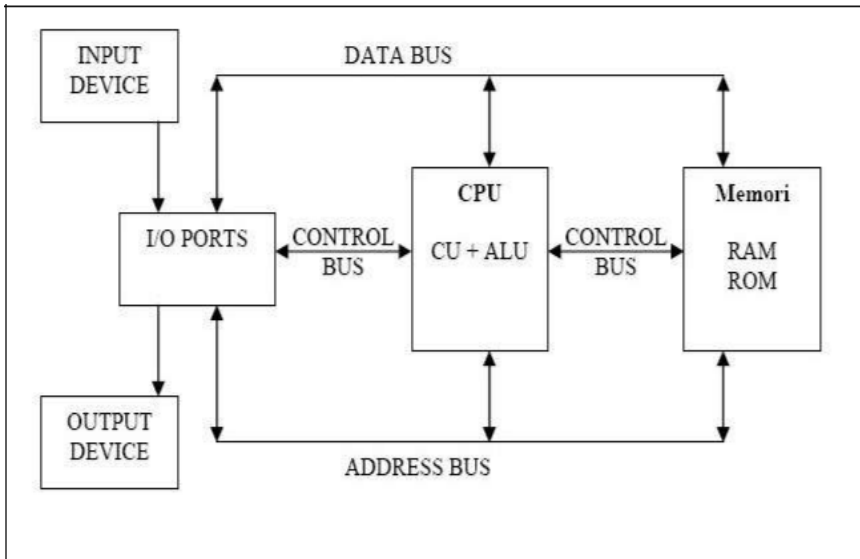 INPUT
DEVICE
DATA BUS
CPU
CU + ALU
Memori
RAM
ROM
I/O PORTS
CONTROL
BUS
CONTROL
BUS
OUTPUT
DEVICE
ADDRESS BUS